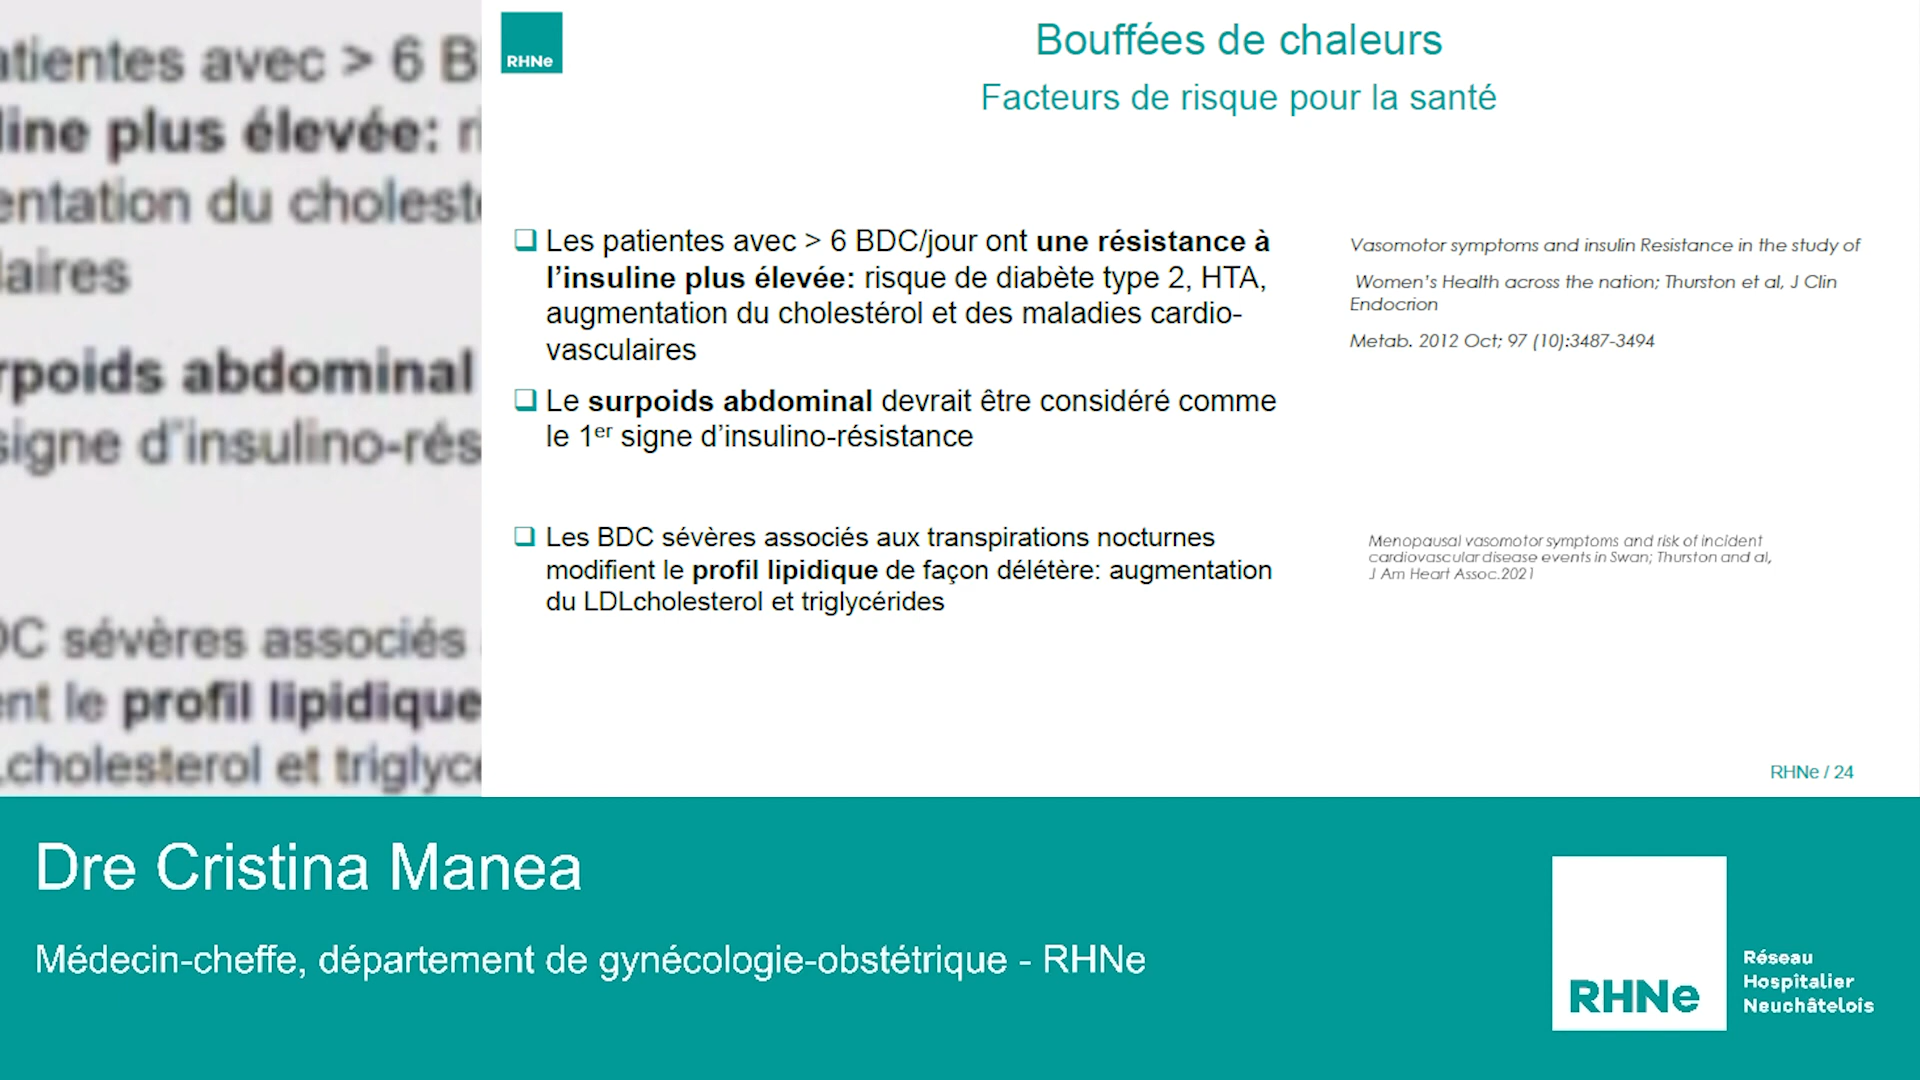 atientes avec > 6 B
line plus élevée:
entation du cholest
laires
rpoids abdominal
signe d'insulino-rés
DC sévères associés
ent le profil lipidique
cholesterol et triglyc
RHNe
Bouffées de chaleurs
Facteurs de risque pour la santé
❑ Les patientes avec > 6 BDC/jour ont une résistance à
l'insuline plus élevée: risque de diabète type 2, HTA,
augmentation du cholestérol et des maladies cardio-
vasculaires
❑ Le surpoids abdominal devrait être considéré comme
le 1er signe d'insulino-résistance
❑ Les BDC sévères associés aux transpirations nocturnes
modifient le profil lipidique de façon délétère: augmentation
du LDLcholesterol et triglycérides
Vasomotor symptoms and insulin Resistance in the study of
Women's Health across the nation; Thurston et al, J Clin
Endocrion
Metab. 2012 Oct; 97 (10):3487-3494
Menopausal vasomotor symptoms and risk of incident
cardiovascular disease events in Swan; Thurston and al,
J Am Heart Assoc.2021
RHNe / 24
Dre Cristina Manea
Médecin-cheffe, département de gynécologie-obstétrique - RHNe
RHNe
Réseau
Hospitalier
Neuchâtelois